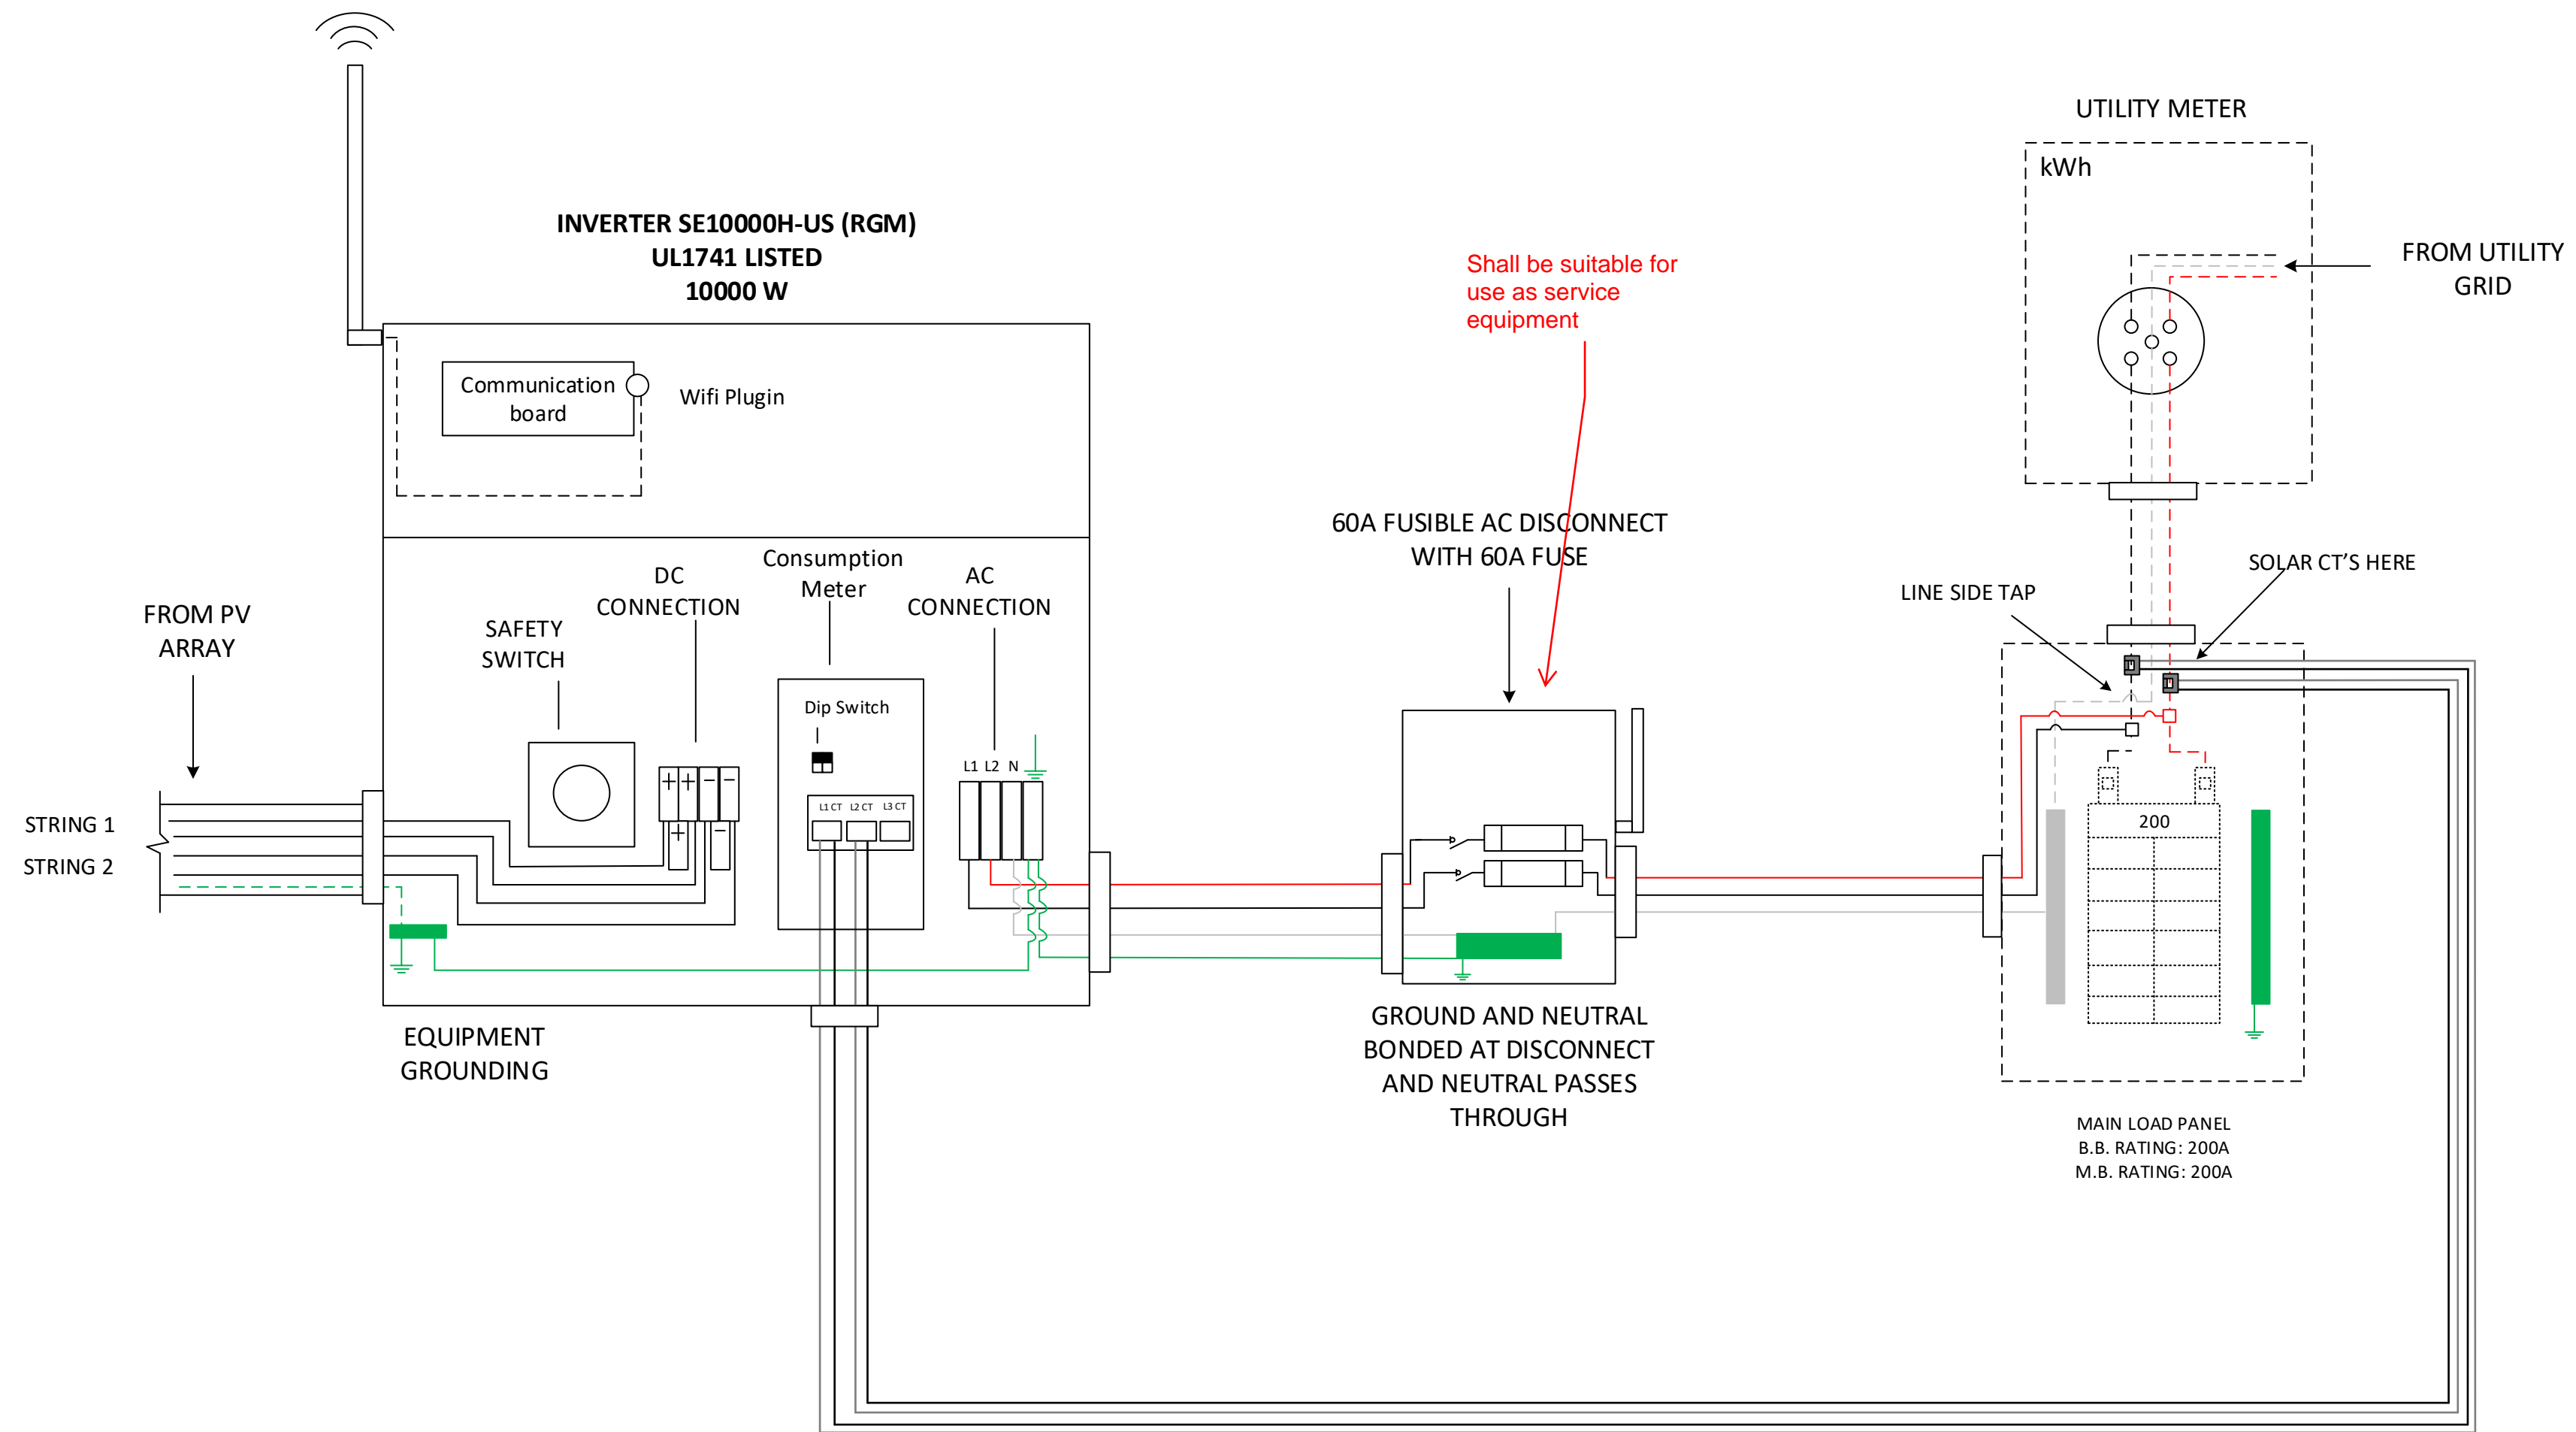 UTILITY METER
kWh
FROM UTILITY
GRID
INVERTER SE10000H-US (RGM)
UL1741 LISTED
10000 W
Shall be suitable for
use as service
equipment
Communication
board
Wifi Plugin
60A FUSIBLE AC DISCONNECT
WITH 60A FUSE
SOLAR CT'S HERE
LINE SIDE TAP
FROM PV
ARRAY
SAFETY
SWITCH
DC
CONNECTION
Consumption
Meter
AC
CONNECTION
Dip Switch
L1 L2 N
+ + − −
+ −
L1 CT L2 CT L3 CT
STRING 1
STRING 2
200
EQUIPMENT
GROUNDING
GROUND AND NEUTRAL
BONDED AT DISCONNECT
AND NEUTRAL PASSES
THROUGH
MAIN LOAD PANEL
B.B. RATING: 200A
M.B. RATING: 200A